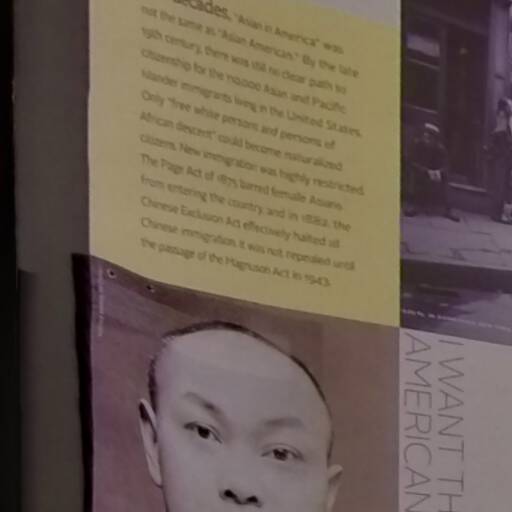 decades, "Asian in America" was
not the same as "Asian American." By the late
19th century, there was still no clear path to
citizenship for the 110,000 Asian and Pacific
Islander immigrants living in the United States.
Only "free white persons and persons of
African descent" could become naturalized
citizens. New immigration was highly restricted.
The Page Act of 1875 barred female Asians
from entering the country, and in 1882, the
Chinese Exclusion Act effectively halted all
Chinese immigration. It was not repealed until
the passage of the Magnuson Act in 1943.
I WANT TH
AMERICAN